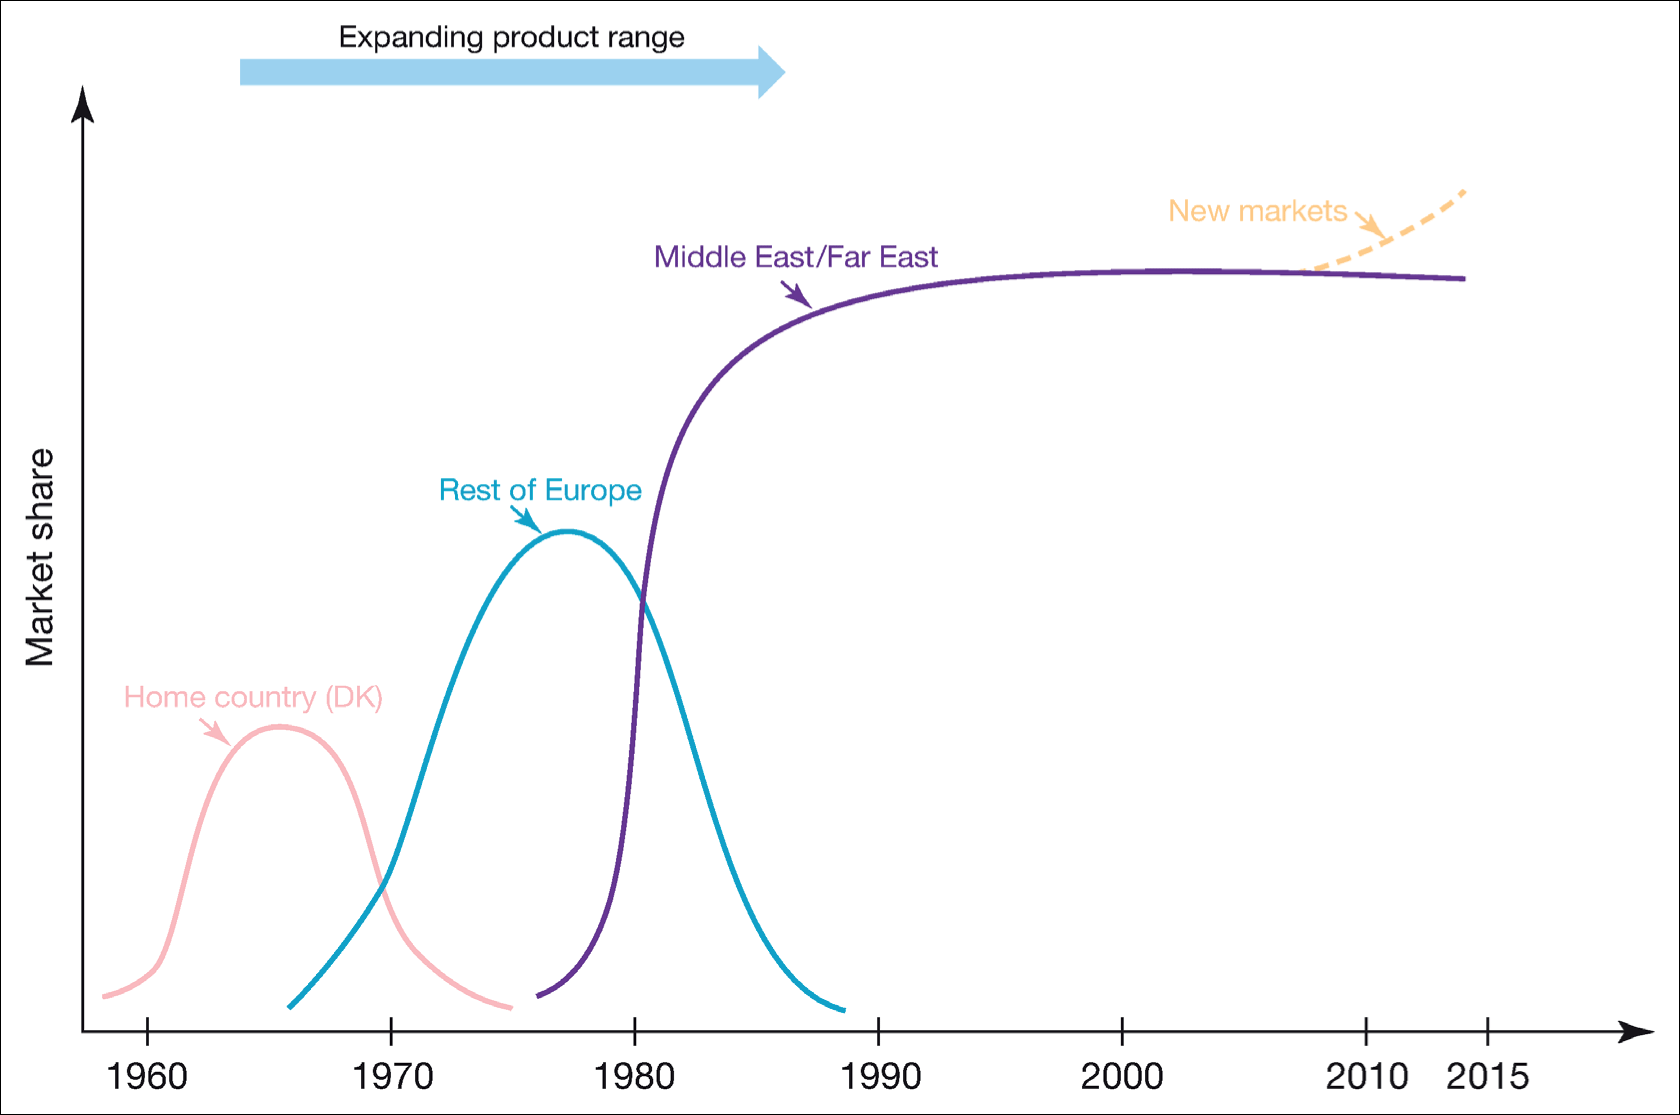 Expanding product range
New markets
Middle East/Far East
Rest of Europe
Home country (DK)
Market share
1960 1970 1980 1990 2000 2010 2015